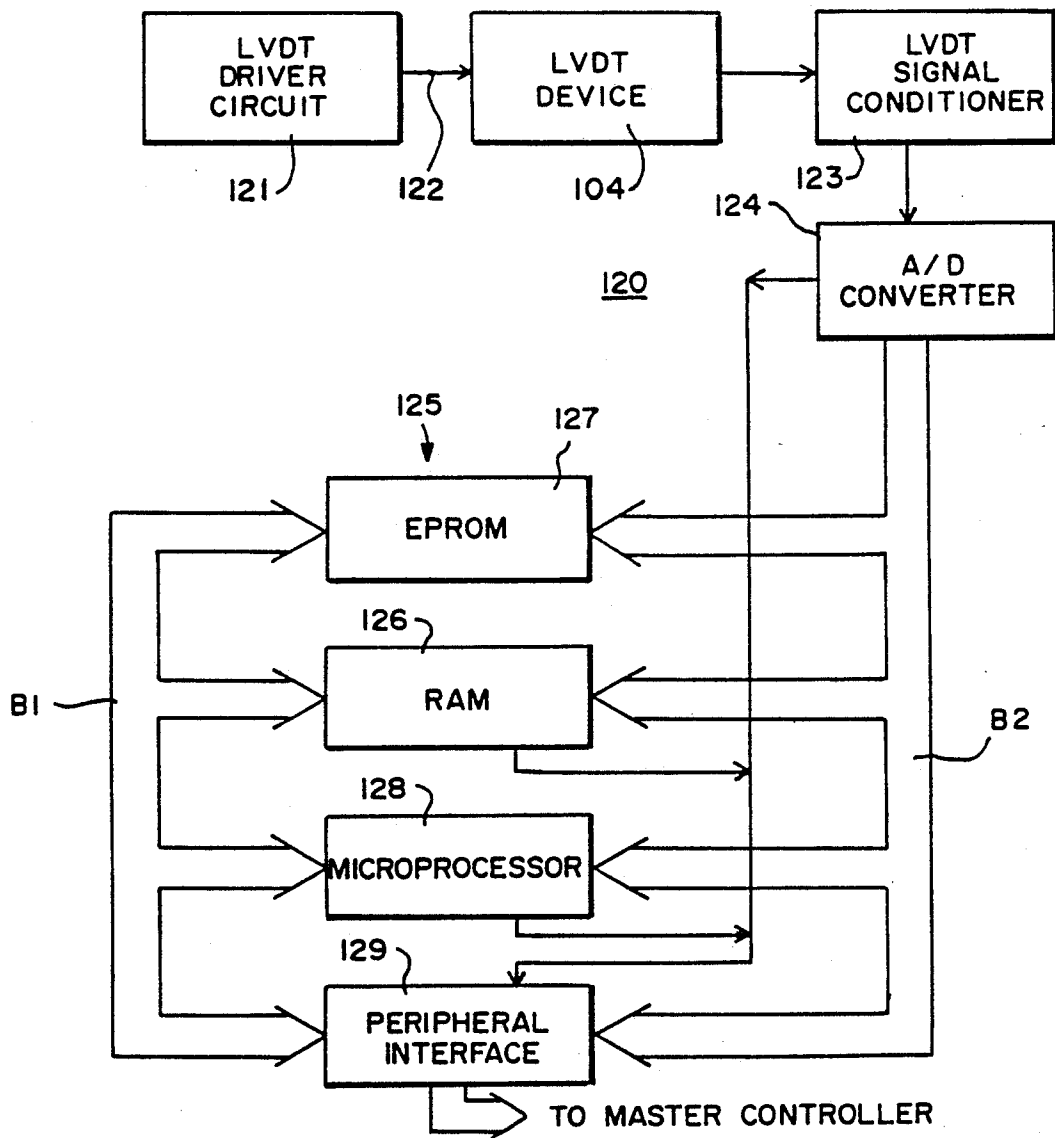 LVDT
DRIVER
CIRCUIT
LVDT
DEVICE
LVDT
SIGNAL
CONDITIONER
121
122
104
123
124
A/D
CONVERTER
120
125
127
EPROM
126
RAM
B1
B2
128
MICROPROCESSOR
129
PERIPHERAL
INTERFACE
TO MASTER CONTROLLER